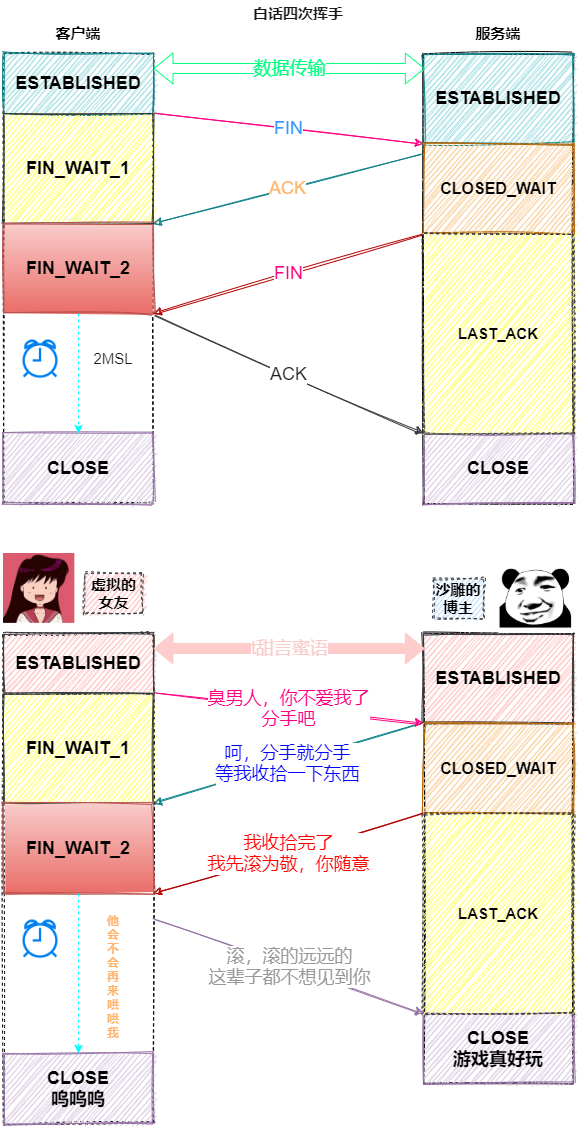 白话四次挥手
客户端
服务端
数据传输
ESTABLISHED
ESTABLISHED
FIN
FIN_WAIT_1
ACK
CLOSED_WAIT
FIN_WAIT_2
FIN
LAST_ACK
2MSL
ACK
CLOSE
CLOSE
虚拟的
女友
沙雕的
博主
甜言蜜语
ESTABLISHED
ESTABLISHED
臭男人，你不爱我了
分手吧
FIN_WAIT_1
呵，分手就分手
等我收拾一下东西
CLOSED_WAIT
FIN_WAIT_2
我收拾完了
我先滚为敬，你随意
LAST_ACK
他会不会再来哄哄我
滚，滚的远远的
这辈子都不想见到你
CLOSE
游戏真好玩
CLOSE
呜呜呜